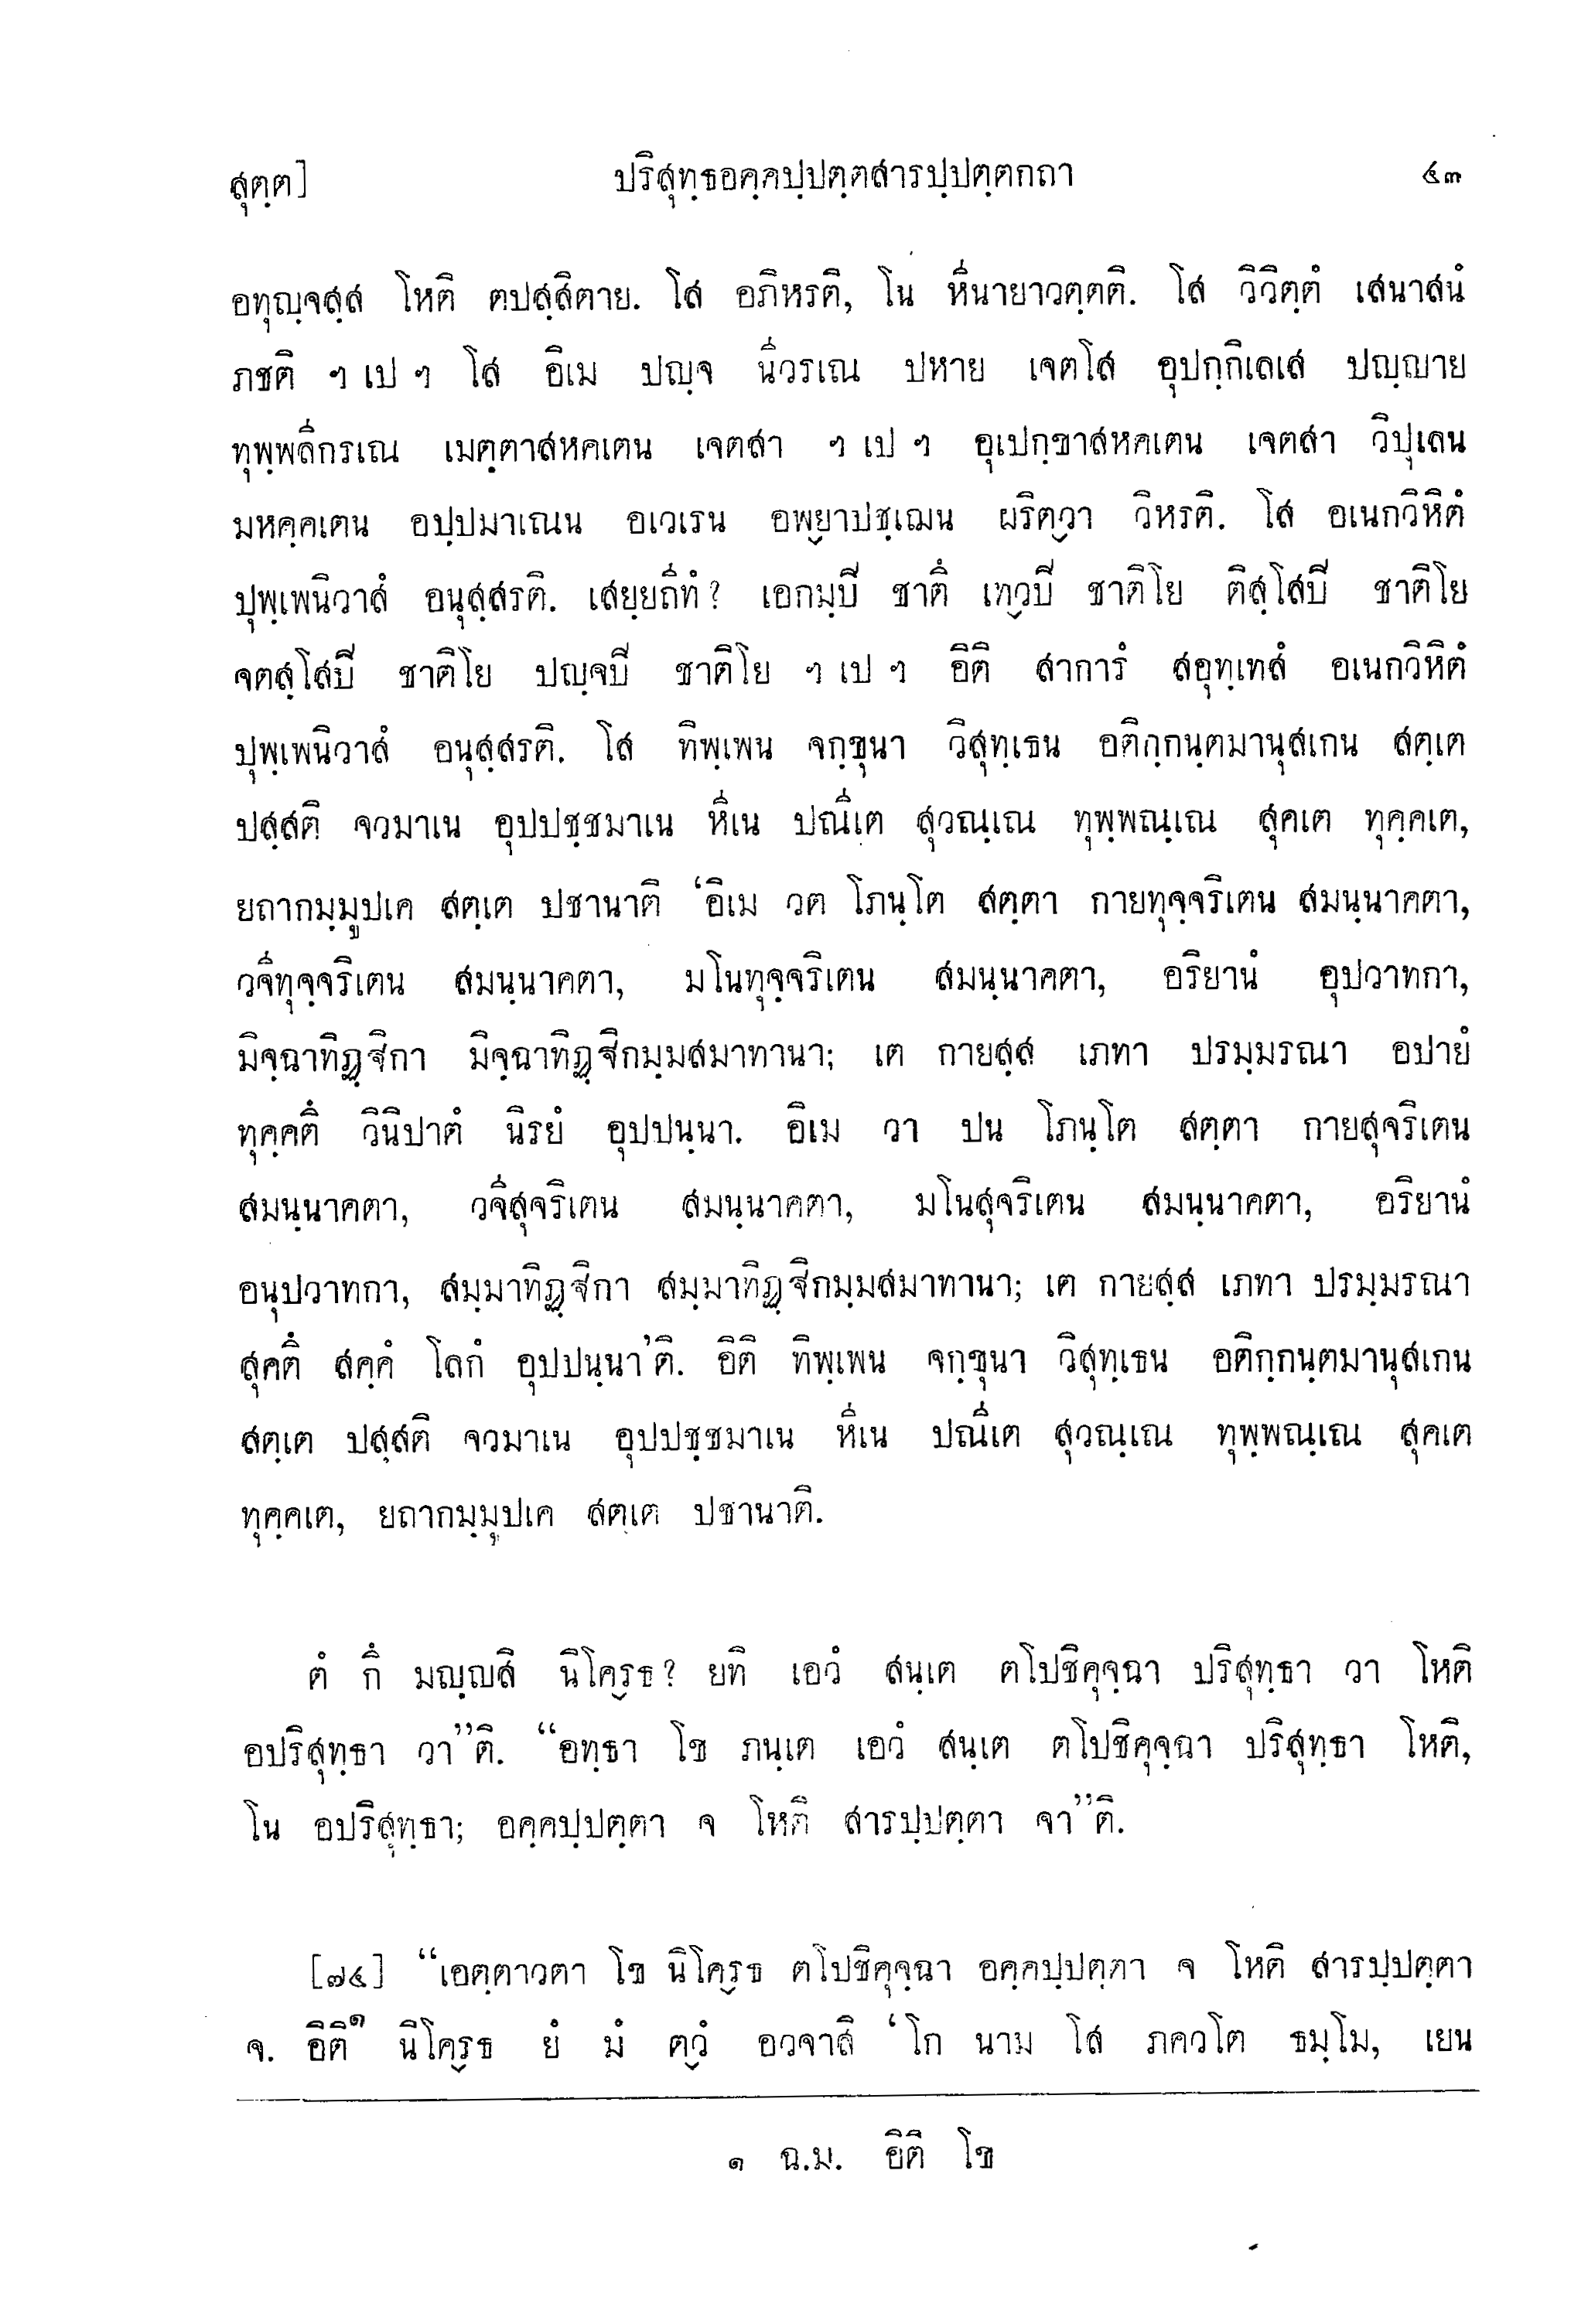 สุตฺต] ปริสุทฺธอคฺคปฺปตฺตสารปฺปตฺตกถา ๕๓
อทุญฺจสฺส โหติ ตปสฺสิตาย. โส อภิหรติ, โน หีนายาวตฺตติ. โส วิวิตฺตํ เสนาสนํ
ภชติ ฯ เป ฯ โส อิเม ปญฺจ นีวรเณ ปหาย เจตโส อุปกฺกิเลเส ปญฺญาย
ทุพฺพลีกรเณ เมตฺตาสหคเตน เจตสา ฯ เป ฯ อุเปกฺขาสหคเตน เจตสา วิปุเลน
มหคฺคเตน อปฺปมาเณน อเวเรน อพฺยาปชฺเฌน ผริตฺวา วิหรติ. โส อเนกวิหิตํ
ปุพฺเพนิวาสํ อนุสฺสรติ. เสยฺยถีทํ? เอกมฺปิ ชาตึ เทฺวปิ ชาติโย ติสฺโสปิ ชาติโย
จตสฺโสปิ ชาติโย ปญฺจปิ ชาติโย ฯ เป ฯ อิติ สาการํ สอุทฺเทสํ อเนกวิหิตํ
ปุพฺเพนิวาสํ อนุสฺสรติ. โส ทิพฺเพน จกฺขุนา วิสุทฺเธน อติกฺกนฺตมานุสเกน สตฺเต
ปสฺสติ จวมาเน อุปปชฺชมาเน หีเน ปณีเต สุวณฺเณ ทุพฺพณฺเณ สุคเต ทุคฺคเต,
ยถากมฺมูปเค สตฺเต ปชานาติ ‘อิเม วต โภนฺโต สตฺตา กายทุจฺจริเตน สมนฺนาคตา,
วจีทุจฺจริเตน สมนฺนาคตา, มโนทุจฺจริเตน สมนฺนาคตา, อริยานํ อุปวาทกา,
มิจฺฉาทิฏฺฐิกา มิจฺฉาทิฏฺฐิกมฺมสมาทานา; เต กายสฺส เภทา ปรมฺมรณา อปายํ
ทุคฺคตึ วินิปาตํ นิรยํ อุปปนฺนา. อิเม วา ปน โภนฺโต สตฺตา กายสุจริเตน
สมนฺนาคตา, วจีสุจริเตน สมนฺนาคตา, มโนสุจริเตน สมนฺนาคตา, อริยานํ
อนุปวาทกา, สมฺมาทิฏฺฐิกา สมฺมาทิฏฺฐิกมฺมสมาทานา; เต กายสฺส เภทา ปรมฺมรณา
สุคตึ สคฺคํ โลกํ อุปปนฺนา’ติ. อิติ ทิพฺเพน จกฺขุนา วิสุทฺเธน อติกฺกนฺตมานุสเกน
สตฺเต ปสฺสติ จวมาเน อุปปชฺชมาเน หีเน ปณีเต สุวณฺเณ ทุพฺพณฺเณ สุคเต
ทุคฺคเต, ยถากมฺมูปเค สตฺเต ปชานาติ.
ตํ กึ มญฺญสิ นิโคฺรธ? ยทิ เอวํ สนฺเต ตโปชิคุจฺฉา ปริสุทฺธา วา โหติ
อปริสุทฺธา วา”ติ. “อทฺธา โข ภนฺเต เอวํ สนฺเต ตโปชิคุจฺฉา ปริสุทฺธา โหติ,
โน อปริสุทฺธา; อคฺคปฺปตฺตา จ โหติ สารปฺปตฺตา จา”ติ.
[๗๕] “เอตฺตาวตา โข นิโคฺรธ ตโปชิคุจฺฉา อคฺคปฺปตฺตา จ โหติ สารปฺปตฺตา
จ. อิติ๑ นิโคฺรธ ยํ มํ ตฺวํ อวจาสิ ‘โก นาม โส ภควโต ธมฺโม, เยน
๑ ฉ.ม. อิติ โข